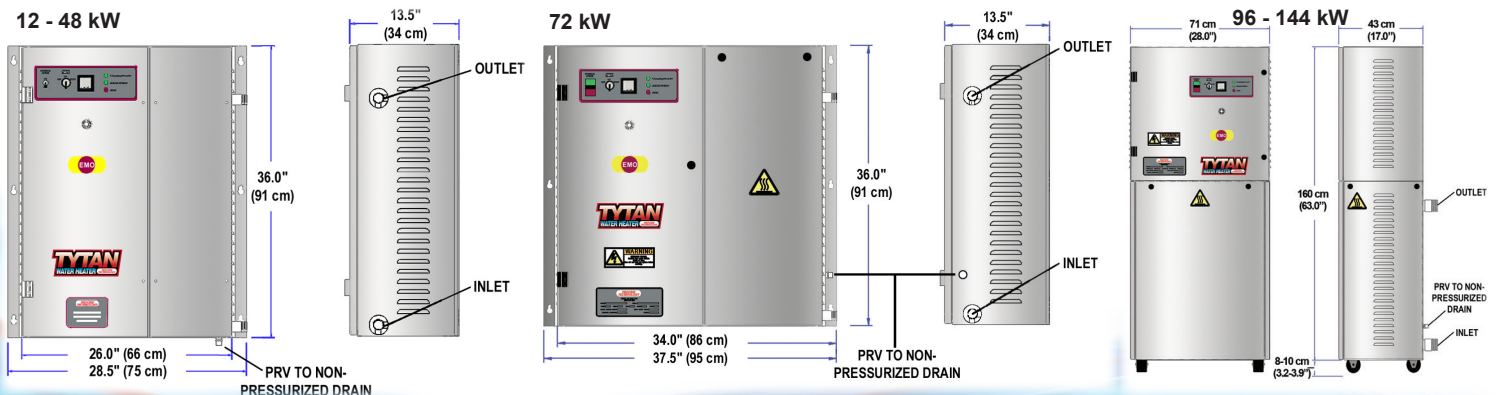 12 - 48 kW
13.5"
(34 cm)
OUTLET
INLET
36.0"
(91 cm)
EMO
TYTAN
WATER HEATER
26.0" (66 cm)
28.5" (75 cm)
PRV TO NON-
PRESSURIZED DRAIN
72 kW
13.5"
(34 cm)
OUTLET
INLET
36.0"
(91 cm)
EMO
TYTAN
WATER HEATER
WARNING
34.0" (86 cm)
37.5" (95 cm)
PRV TO NON-
PRESSURIZED DRAIN
96 - 144 kW
71 cm
(28.0")
43 cm
(17.0")
EMO
TYTAN
WATER HEATER
160 cm
(63.0")
OUTLET
PRV TO NON-
PRESSURIZED
DRAIN
INLET
8-10 cm
(3.2-3.9")